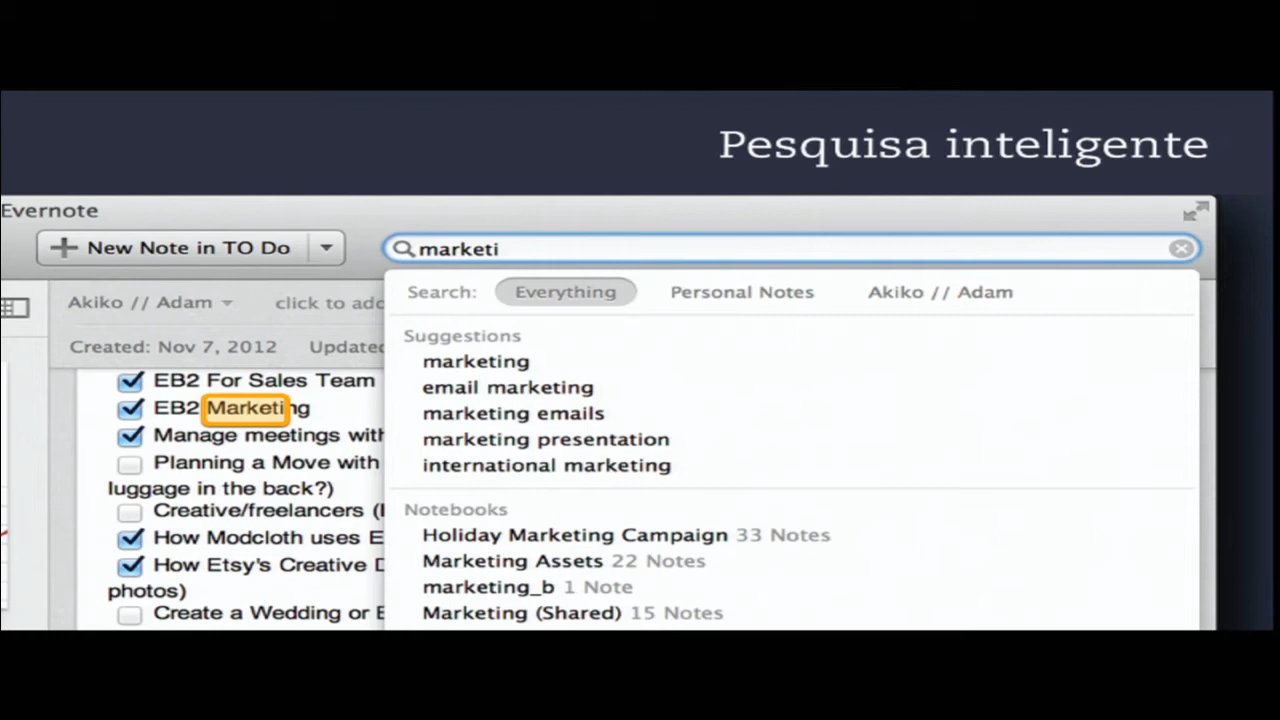 Pesquisa inteligente
Evernote
New Note in TO Do
marketi
Search: Everything Personal Notes Akiko // Adam
Akiko // Adam click to add
Created: Nov 7, 2012 Updated
Suggestions
marketing
email marketing
marketing emails
marketing presentation
international marketing
EB2 For Sales Team
EB2 Marketing
Manage meetings with
Planning a Move with
luggage in the back?)
Creative/freelancers (
How Modcloth uses E
How Etsy's Creative D
photos)
Create a Wedding or E
Notebooks
Holiday Marketing Campaign 33 Notes
Marketing Assets 22 Notes
marketing_b 1 Note
Marketing (Shared) 15 Notes